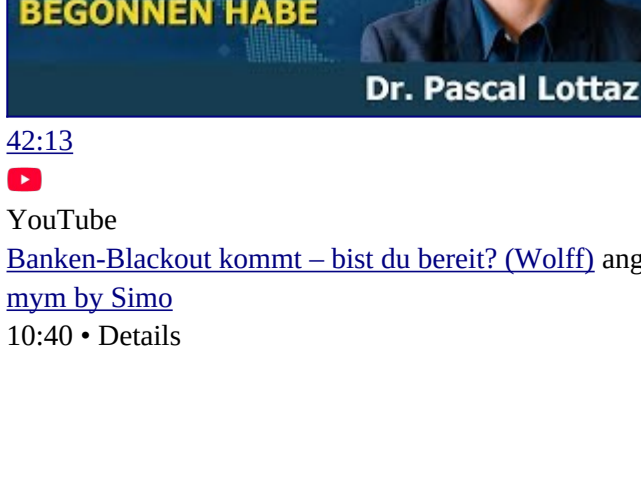 BEGONNEN HABE
Dr. Pascal Lottaz
42:13
YouTube
Banken-Blackout kommt – bist du bereit? (Wolff) ang
mym by Simo
10:40 • Details